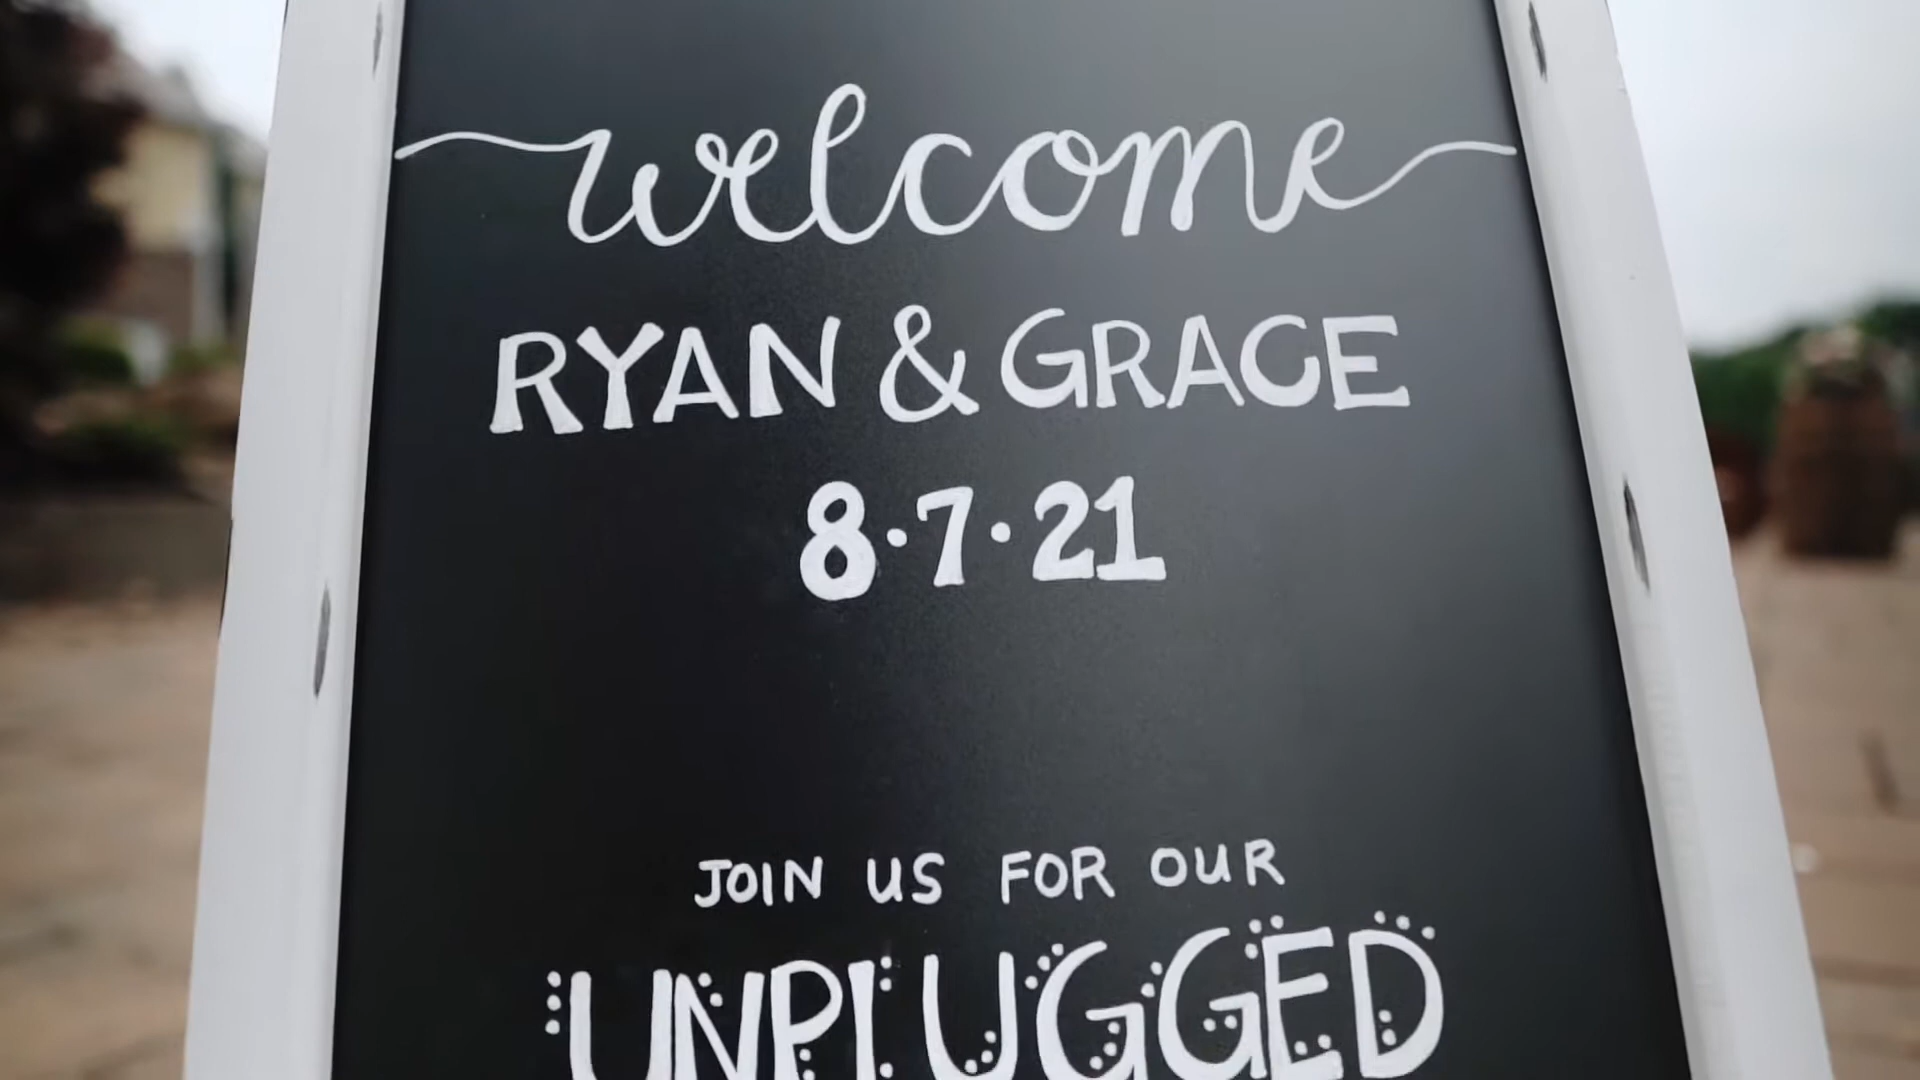 welcome
RYAN & GRACE
8·7·21
JOIN US FOR OUR
UNPLUGGED